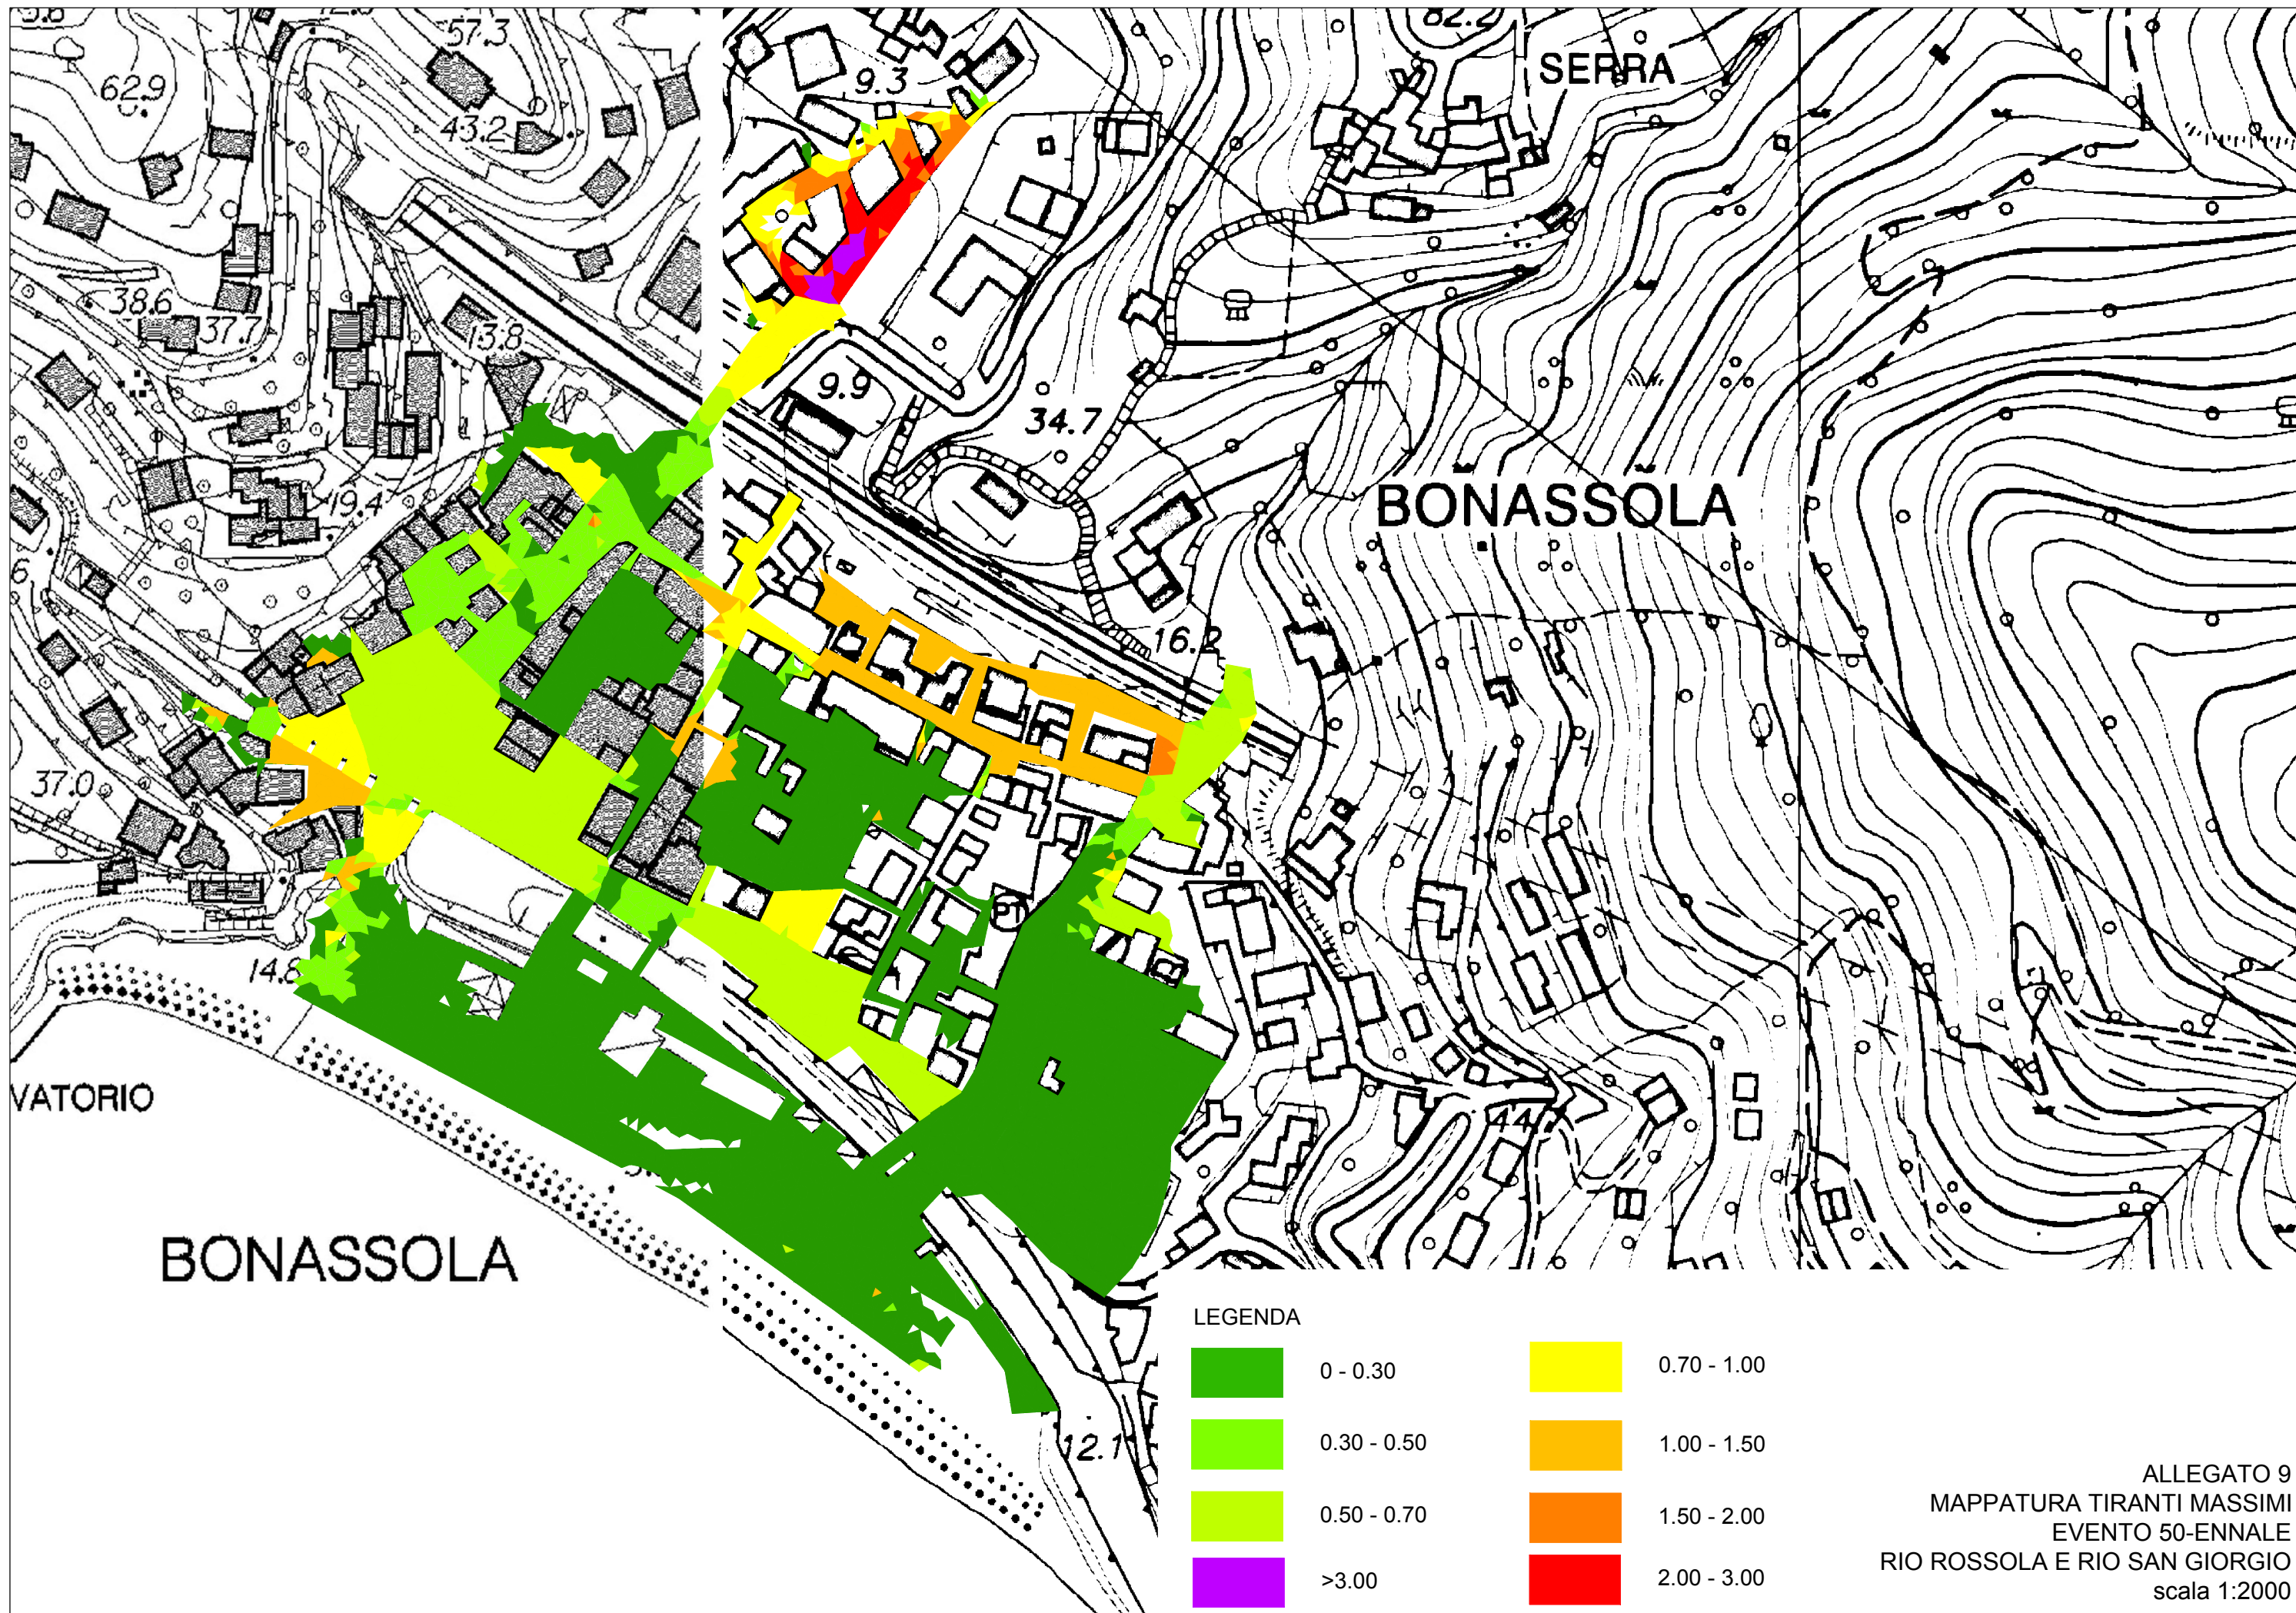 57.3
82.2
SERRA
62.9
9.3
43.2
38.6
37.7
13.8
9.9
34.7
19.4
BONASSOLA
16.2
37.0
PT
14.8
VATORIO
44.
BONASSOLA
12.1
LEGENDA
0 - 0.30
0.70 - 1.00
0.30 - 0.50
1.00 - 1.50
0.50 - 0.70
1.50 - 2.00
>3.00
2.00 - 3.00
ALLEGATO 9
MAPPATURA TIRANTI MASSIMI
EVENTO 50-ENNALE
RIO ROSSOLA E RIO SAN GIORGIO
scala 1:2000